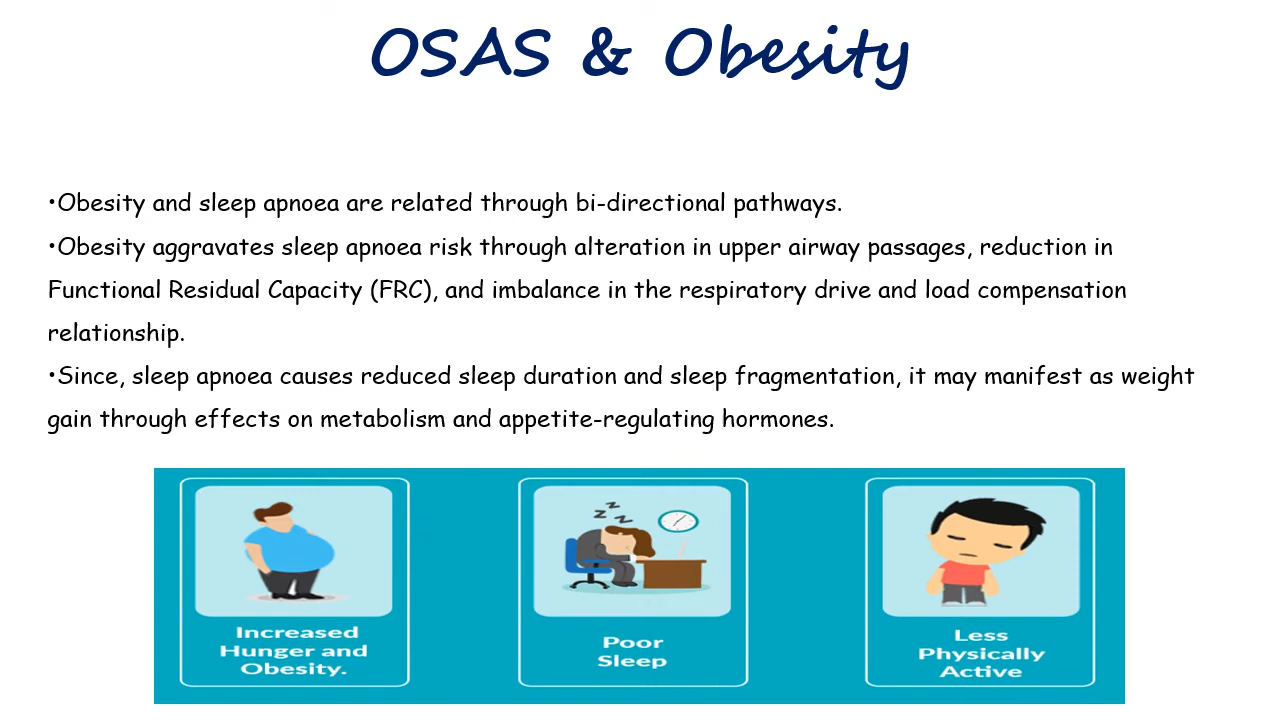 OSAS & Obesity
•Obesity and sleep apnoea are related through bi-directional pathways.
•Obesity aggravates sleep apnoea risk through alteration in upper airway passages, reduction in
Functional Residual Capacity (FRC), and imbalance in the respiratory drive and load compensation
relationship.
•Since, sleep apnoea causes reduced sleep duration and sleep fragmentation, it may manifest as weight
gain through effects on metabolism and appetite-regulating hormones.
z z
z z z
Increased
Hunger and
Obesity.
Poor
Sleep
Less
Physically
Active